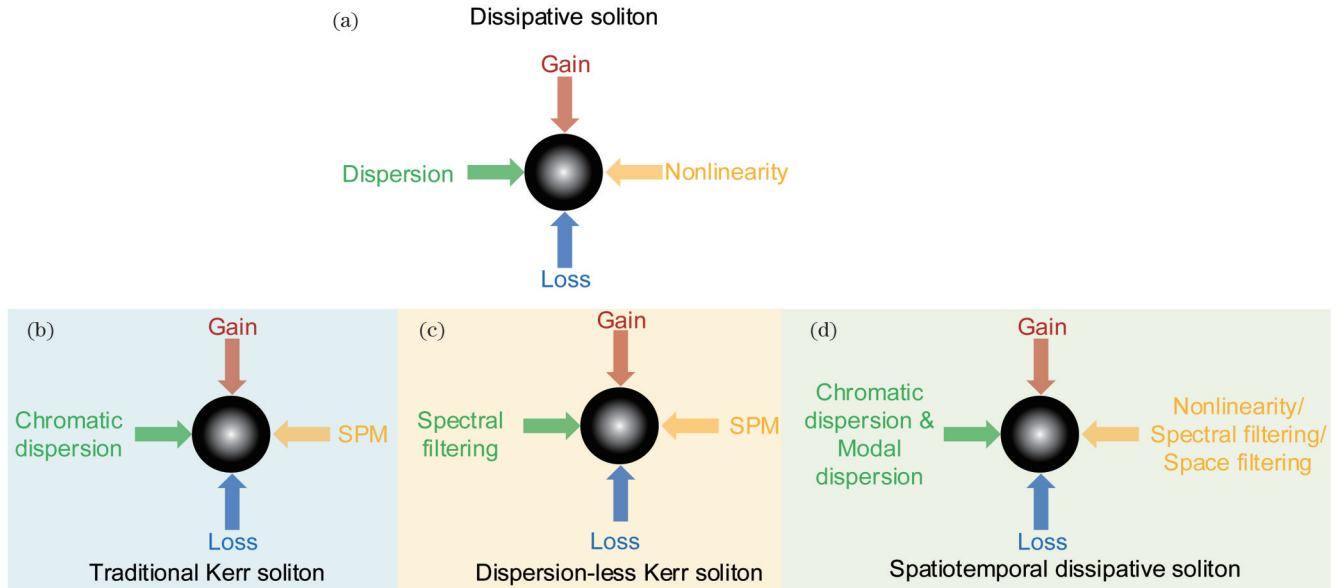 (a)
Dissipative soliton
Gain
Dispersion
Nonlinearity
Loss
(b)
Gain
Chromatic
dispersion
SPM
Loss
Traditional Kerr soliton
(c)
Gain
Spectral
filtering
SPM
Loss
Dispersion-less Kerr soliton
(d)
Gain
Chromatic
dispersion &
Modal
dispersion
Nonlinearity/
Spectral filtering/
Space filtering
Loss
Spatiotemporal dissipative soliton